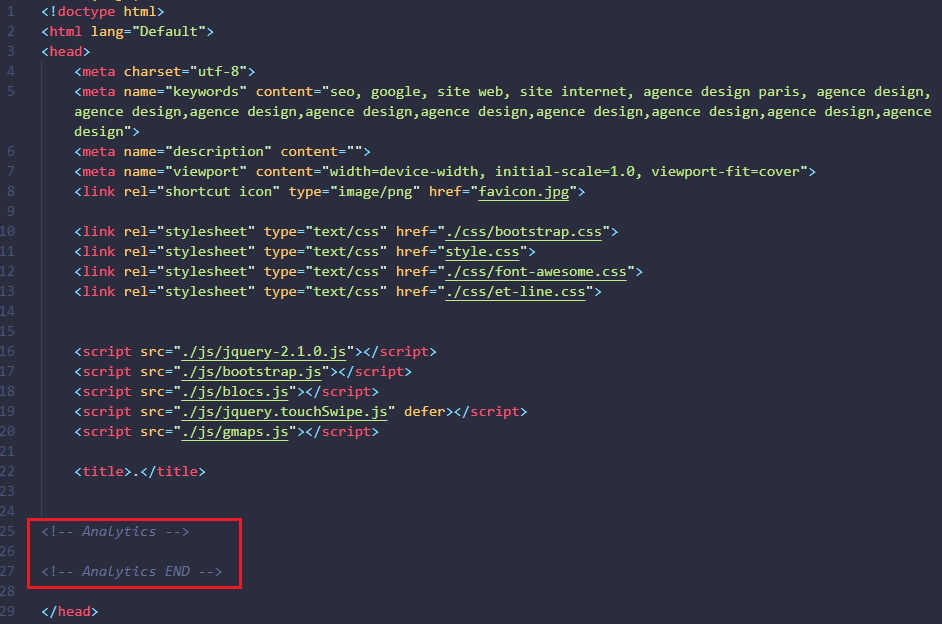 1 <!doctype html>
2 <html lang="Default">
3 <head>
4 <meta charset="utf-8">
5 <meta name="keywords" content="seo, google, site web, site internet, agence design paris, agence design,
agence design,agence design,agence design,agence design,agence design,agence design,agence design,agence
design">
6 <meta name="description" content="">
7 <meta name="viewport" content="width=device-width, initial-scale=1.0, viewport-fit=cover">
8 <link rel="shortcut icon" type="image/png" href="favicon.jpg">
9
10 <link rel="stylesheet" type="text/css" href="./css/bootstrap.css">
11 <link rel="stylesheet" type="text/css" href="style.css">
12 <link rel="stylesheet" type="text/css" href="./css/font-awesome.css">
13 <link rel="stylesheet" type="text/css" href="./css/et-line.css">
14
15
16 <script src="./js/jquery-2.1.0.js"></script>
17 <script src="./js/bootstrap.js"></script>
18 <script src="./js/blocs.js"></script>
19 <script src="./js/jquery.touchSwipe.js" defer></script>
20 <script src="./js/gmaps.js"></script>
21
22 <title>.</title>
23
24
25 <!-- Analytics -->
26
27 <!-- Analytics END -->
28
29 </head>